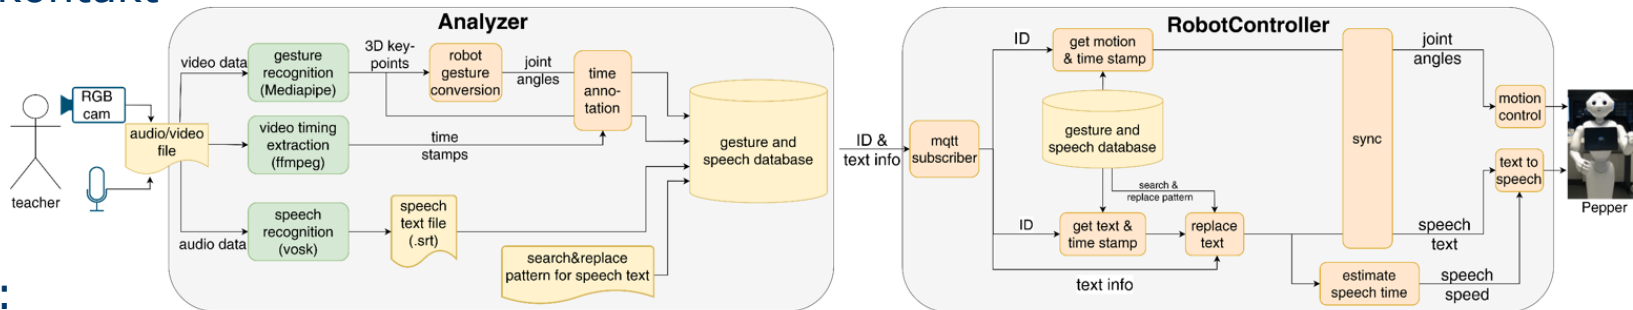 kontakt
Analyzer
RGB
cam
teacher
audio/video
file
video data
audio data
gesture
recognition
(Mediapipe)
3D key-
points
robot
gesture
conversion
joint
angles
time
anno-
tation
video timing
extraction
(ffmpeg)
time
stamps
speech
recognition
(vosk)
speech
text file
(.srt)
search&replace
pattern for speech text
gesture and
speech database
RobotController
ID &
text info
mqtt
subscriber
ID
get motion
& time stamp
gesture and
speech database
search &
replace pattern
ID
get text &
time stamp
replace
text
text info
sync
joint
angles
motion
control
text to
speech
speech
text
estimate
speech time
speech
speed
Pepper
: